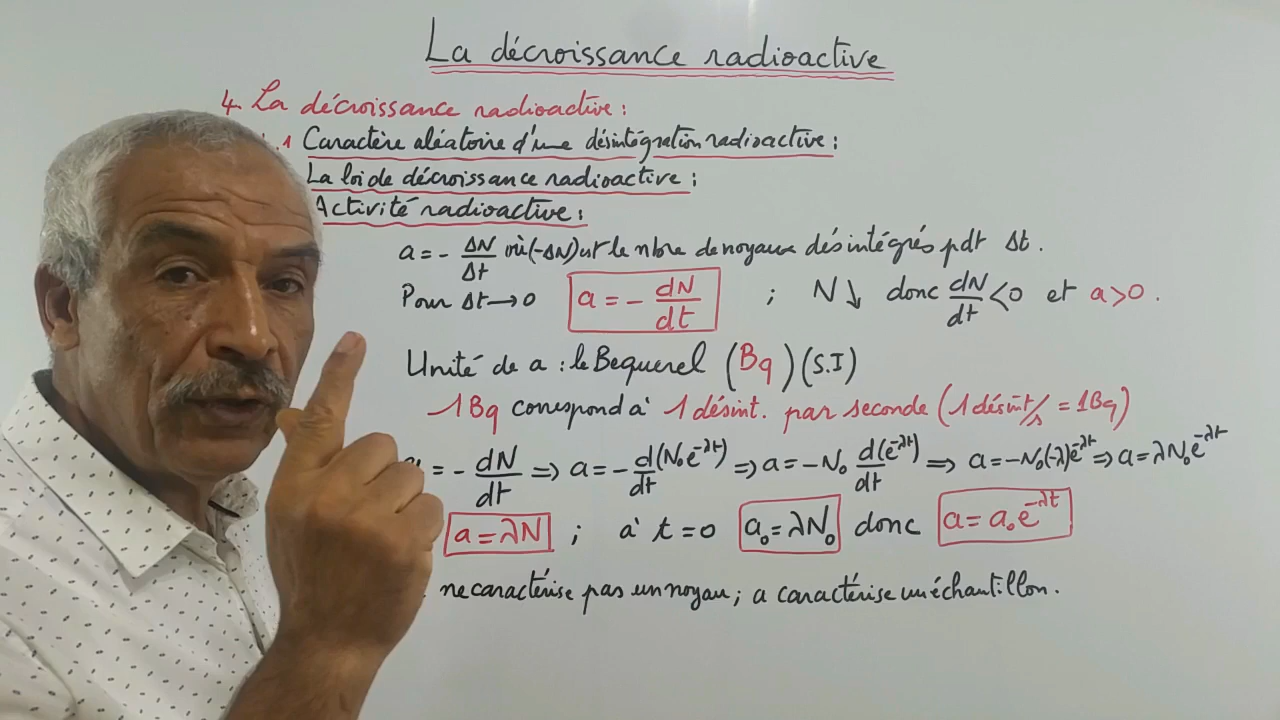 La décroissance radioactive
4. La décroissance radioactive :
.1 Caractère aléatoire d'une désintégration radioactive :
La loi de décroissance radioactive :
Activité radioactive :
a = - ΔN/Δt où (-ΔN) est le nbre de noyaux désintégrés pdt Δt.
Pour Δt → 0 a = - dN/dt ; N ↓ donc dN/dt < 0 et a > 0.
Unité de a : le Bequerel (Bq) (S.I)
1Bq correspond à 1 désint. par seconde (1 désint/s = 1Bq)
= - dN/dt ⇒ a = - d(N₀e^-λt)/dt ⇒ a = -N₀ d(e^-λt)/dt ⇒ a = -N₀(-λ)e^-λt ⇒ a = λN₀e^-λt
a = λN ; à t = 0 a₀ = λN₀ donc a = a₀e^-λt
ne caractérise pas un noyau ; a caractérise un échantillon.